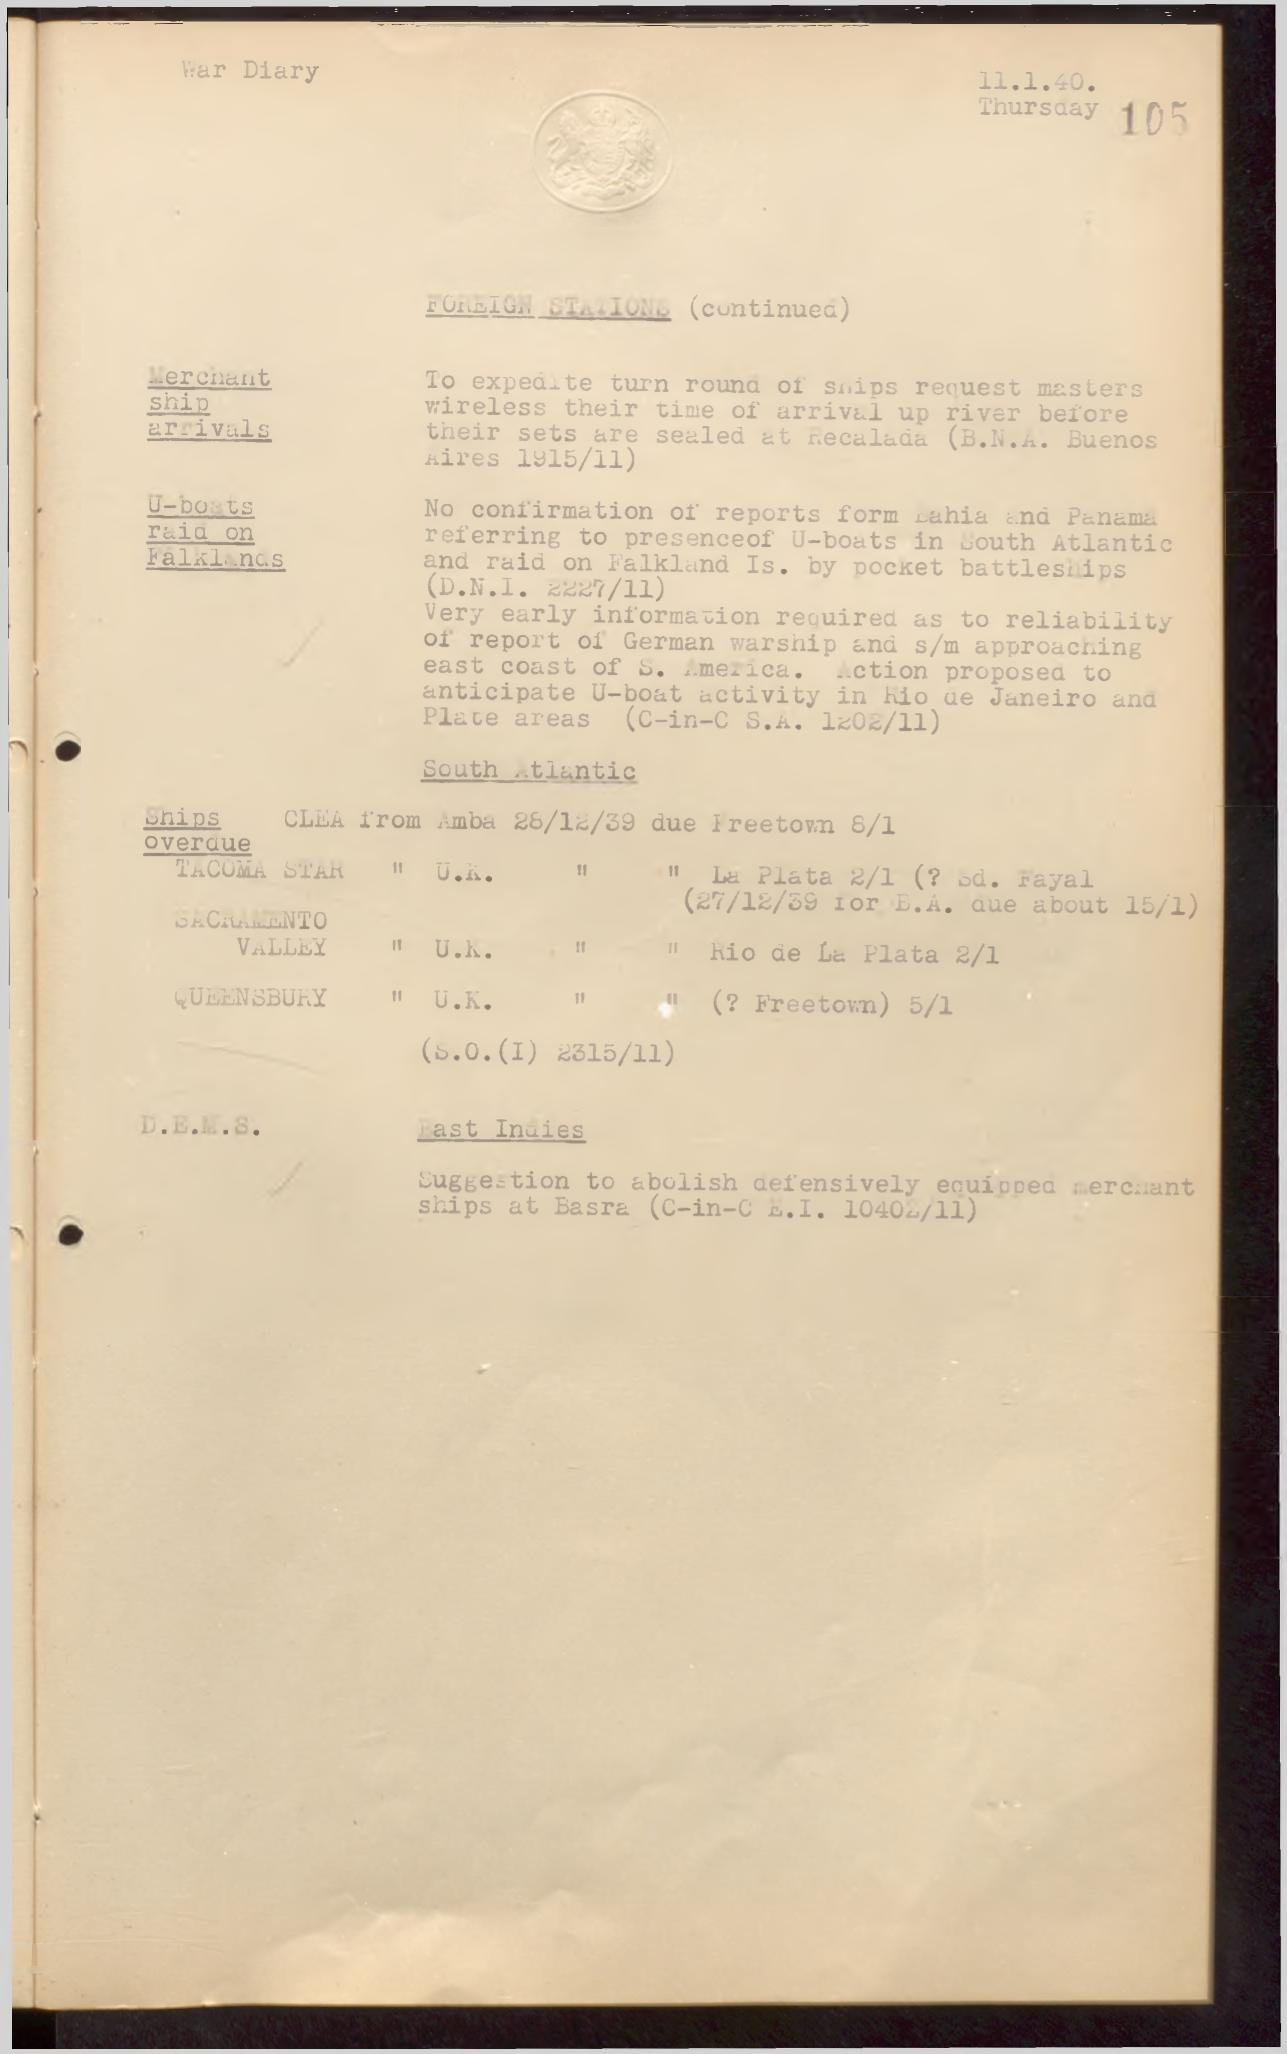 War Diary
11.1.40.
Thursday 105
FOREIGN STATIONS (continued)
Merchant
ship
arrivals
To expedite turn round of ships request masters
wireless their time of arrival up river before
their sets are sealed at Recalada (B.N.A. Buenos
Aires 1915/11)
U-boats
raid on
Falklands
No confirmation of reports form Bahia and Panama
referring to presenceof U-boats in South Atlantic
and raid on Falkland Is. by pocket battleships
(D.N.I. 2227/11)
Very early information required as to reliability
of report of German warship and s/m approaching
east coast of S. America. Action proposed to
anticipate U-boat activity in Rio de Janeiro and
Plate areas (C-in-C S.A. 1202/11)
South Atlantic
Ships
overdue
CLEA from Amba 28/12/39 due Freetown 8/1
TACOMA STAR " U.K. " " La Plata 2/1 (? Sd. Fayal
(27/12/39 for B.A. due about 15/1)
SACRAMENTO
VALLEY " U.K. " " Rio de La Plata 2/1
QUEENSBURY " U.K. " " (? Freetown) 5/1
(S.O.(I) 2315/11)
D.E.M.S.
East Indies
Suggestion to abolish defensively equipped merchant
ships at Basra (C-in-C E.I. 10402/11)